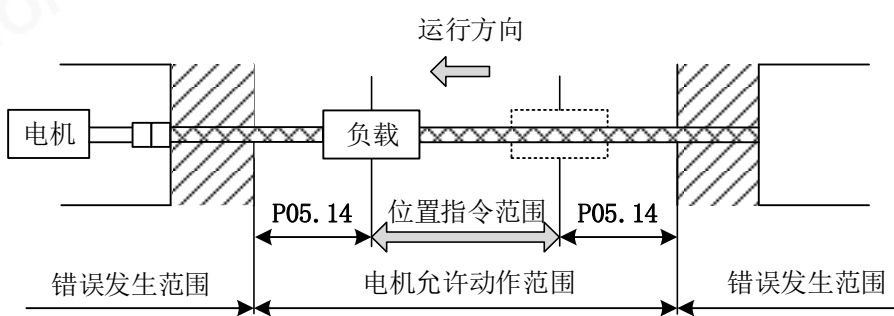 运行方向
电机
负载
P05.14
位置指令范围
P05.14
错误发生范围
电机允许动作范围
错误发生范围